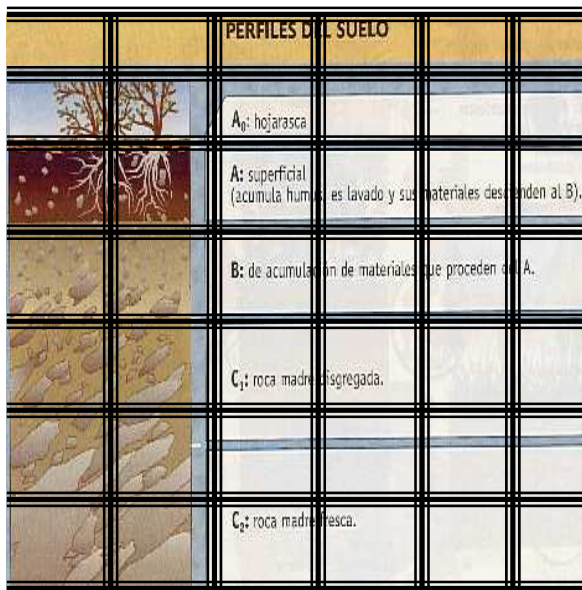 PERFILES DEL SUELO
A₀: hojarasca
A: superficial
(acumula humus, es lavado y sus materiales descienden al B).
B: de acumulación de materiales que proceden del A.
C₁: roca madre disgregada.
C₂: roca madre fresca.